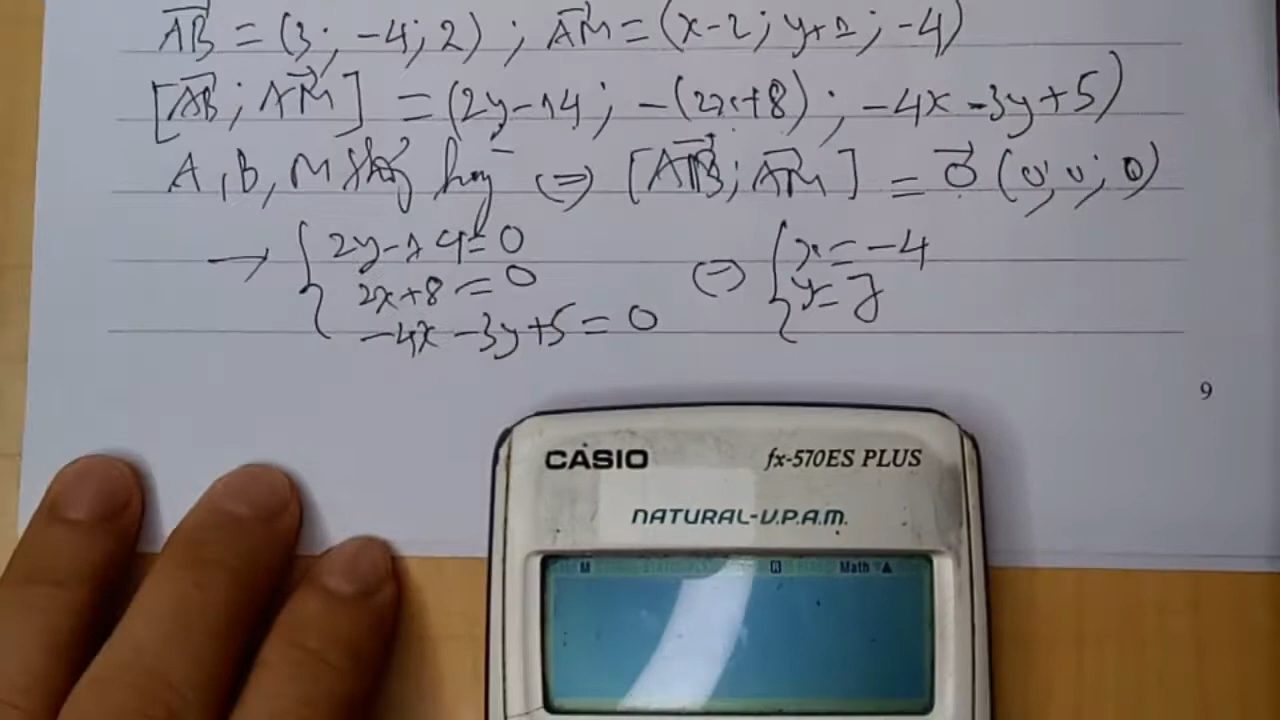 AB = (3; -4; 2) ; AM = (x-2; y+1; -4)
[AB; AM] = (2y-14; -(2x+8); -4x -3y+5)
A, B, M thẳng hàng ⇔ [AB; AM] = 0 (0; 0; 0)
→ { 2y-14=0 ⇔ { x=-4
2x+8=0 y=7
-4x -3y+5=0
9
CASIO fx-570ES PLUS
NATURAL-V.P.A.M.
M Math ▼▲